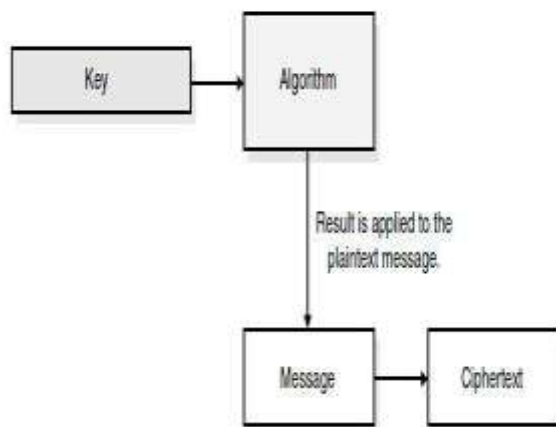 Key
Algorithm
Result is applied to the
plaintext message.
Message
Ciphertext